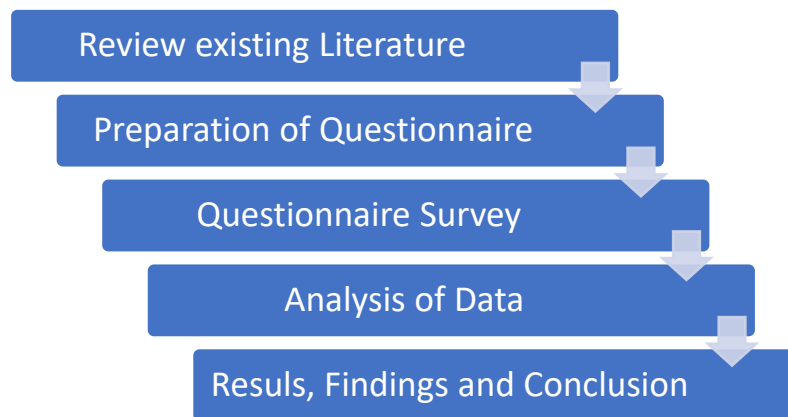 Review existing Literature
Preparation of Questionnaire
Questionnaire Survey
Analysis of Data
Resuls, Findings and Conclusion